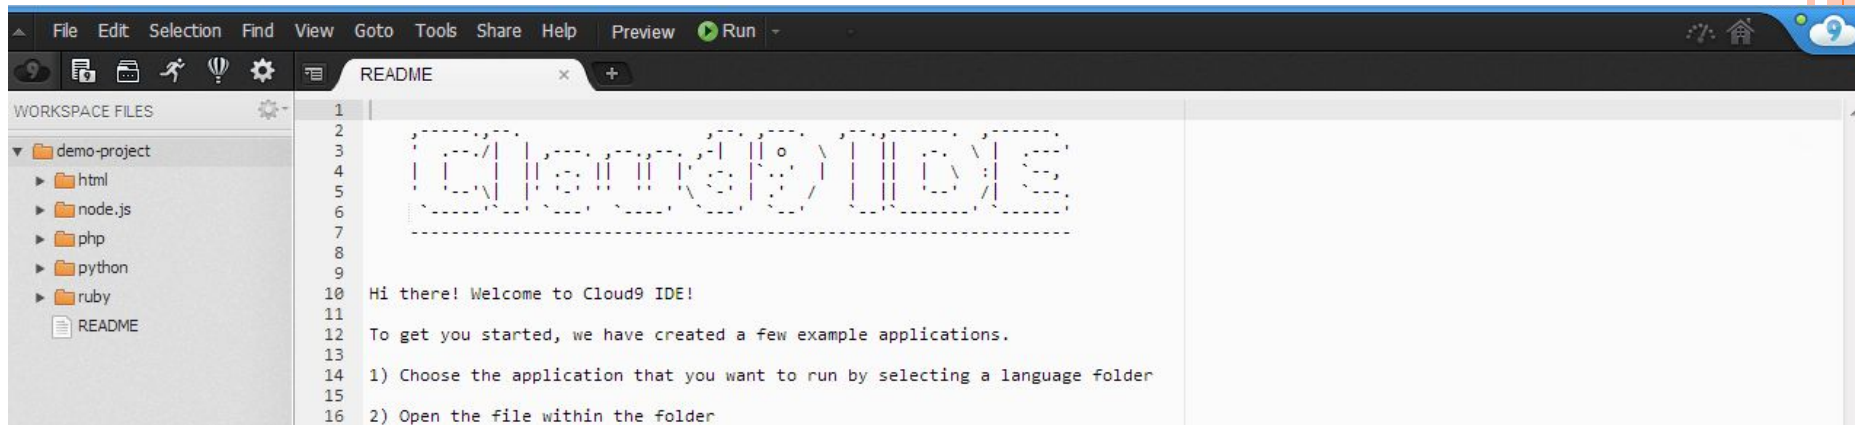 File Edit Selection Find View Goto Tools Share Help Preview Run
9
README
WORKSPACE FILES
demo-project
html
node.js
php
python
ruby
README
1
2
3
4
5
6
7
8
9
10 Hi there! Welcome to Cloud9 IDE!
11
12 To get you started, we have created a few example applications.
13
14 1) Choose the application that you want to run by selecting a language folder
15
16 2) Open the file within the folder
Cloud9 IDE